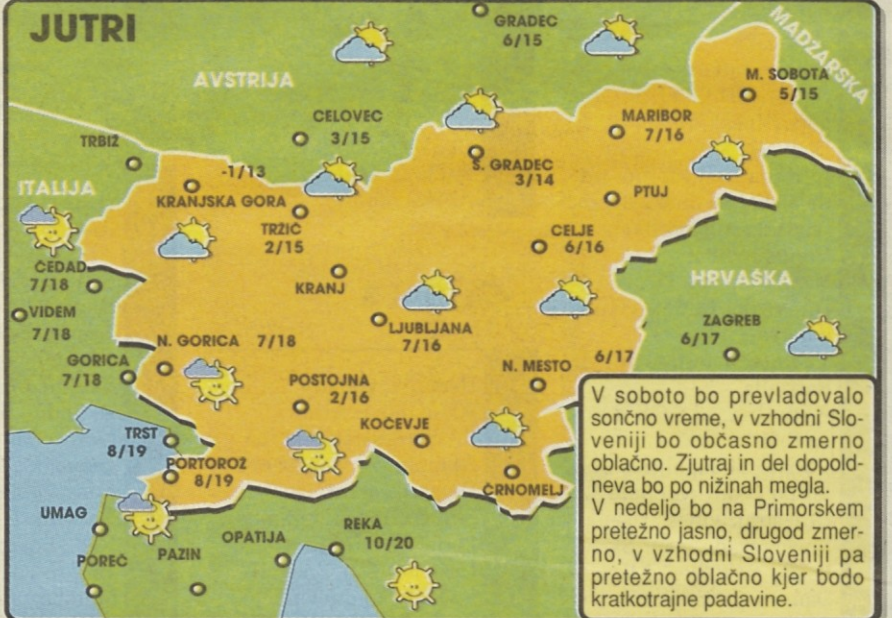 JUTRI
GRADEC
6/15
MADŽARSKA
AVSTRIJA
M. SOBOTA
5/15
CELOVEC
3/15
MARIBOR
7/16
TRBIŽ
-1/13
S. GRADEC
3/14
ITALIJA
KRANJSKA GORA
PTUJ
TRŽIČ
2/15
CELJE
6/16
ČEDAD
7/18
KRANJ
HRVAŠKA
VIDEM
7/18
LJUBLJANA
7/16
ZAGREB
6/17
N. GORICA 7/18
GORICA
7/18
N. MESTO
6/17
POSTOJNA
2/16
KOČEVJE
TRST
8/19
PORTOROŽ
8/19
ČRNOMELJ
UMAG
POREČ
PAZIN
OPATIJA
REKA
10/20
V soboto bo prevladovalo
sončno vreme, v vzhodni Slo-
veniji bo občasno zmerno
oblačno. Zjutraj in del dopold-
neva bo po nižinah megla.
V nedeljo bo na Primorskem
pretežno jasno, drugod zmer-
no, v vzhodni Sloveniji pa
pretežno oblačno kjer bodo
kratkotrajne padavine.